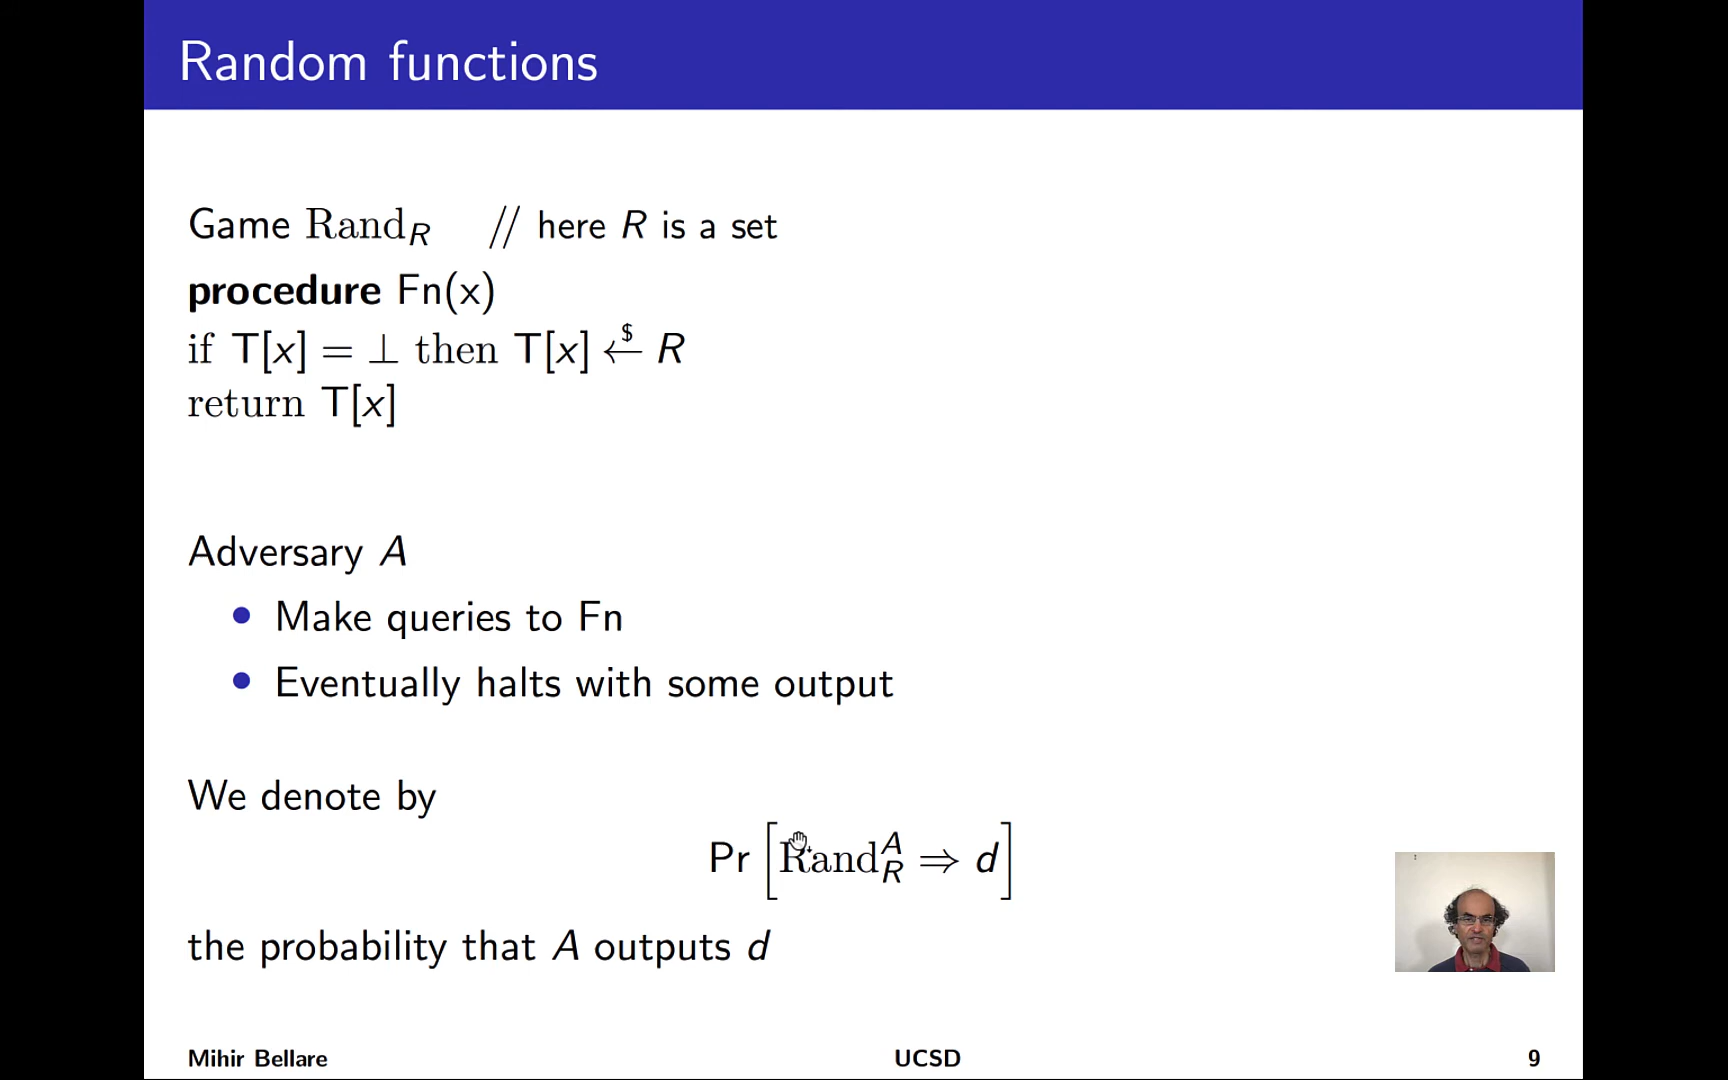 Random functions
Game Rand_R // here R is a set
procedure Fn(x)
if T[x] = ⊥ then T[x] ←$ R
return T[x]
Adversary A
• Make queries to Fn
• Eventually halts with some output
We denote by
Pr [Rand_R^A ⇒ d]
the probability that A outputs d
Mihir Bellare UCSD 9